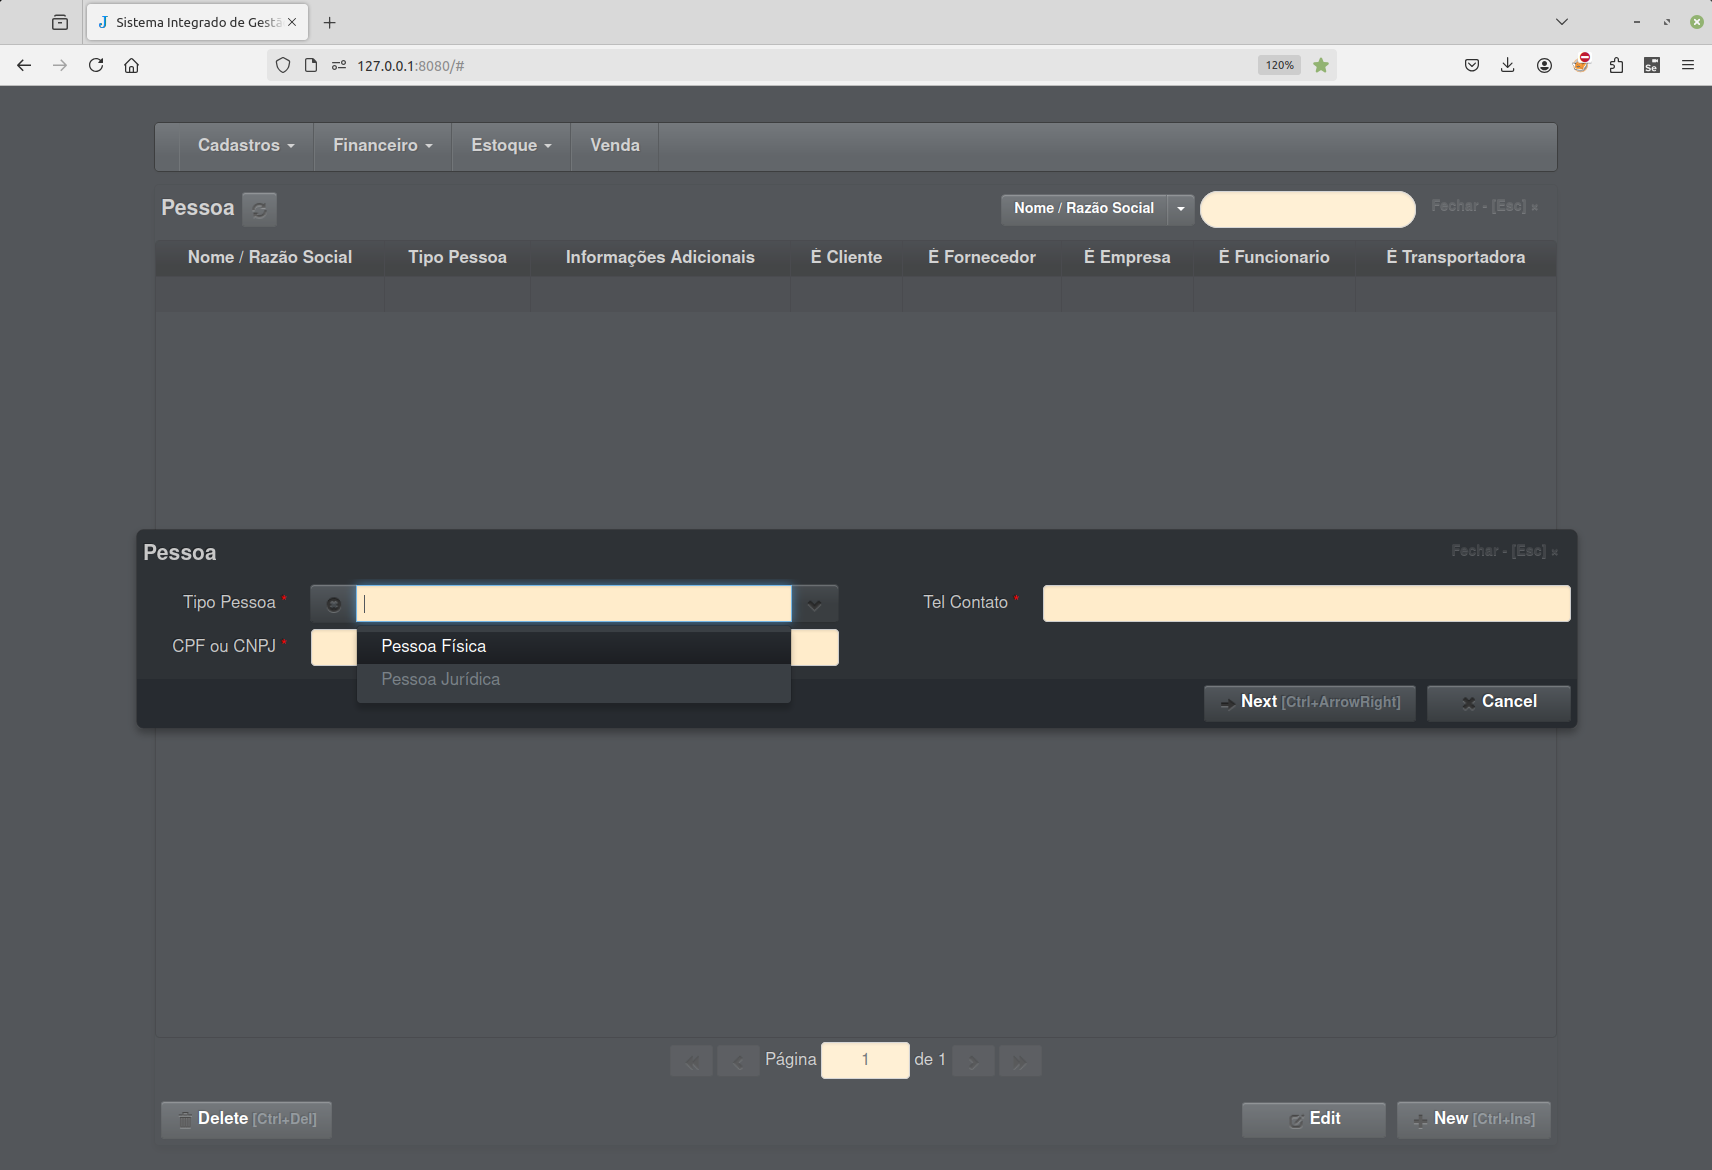 Sistema Integrado de Gestã
127.0.0.1:8080/#
120%
Se
Cadastros
Financeiro
Estoque
Venda
Pessoa
Nome / Razão Social
Fechar - [Esc] ×
Nome / Razão Social
Tipo Pessoa
Informações Adicionais
É Cliente
É Fornecedor
É Empresa
É Funcionario
É Transportadora
Pessoa
Fechar - [Esc] ×
Tipo Pessoa *
Tel Contato *
CPF ou CNPJ *
Pessoa Física
Pessoa Jurídica
Next [Ctrl+ArrowRight]
Cancel
Página 1 de 1
Delete [Ctrl+Del]
Edit
New [Ctrl+Ins]